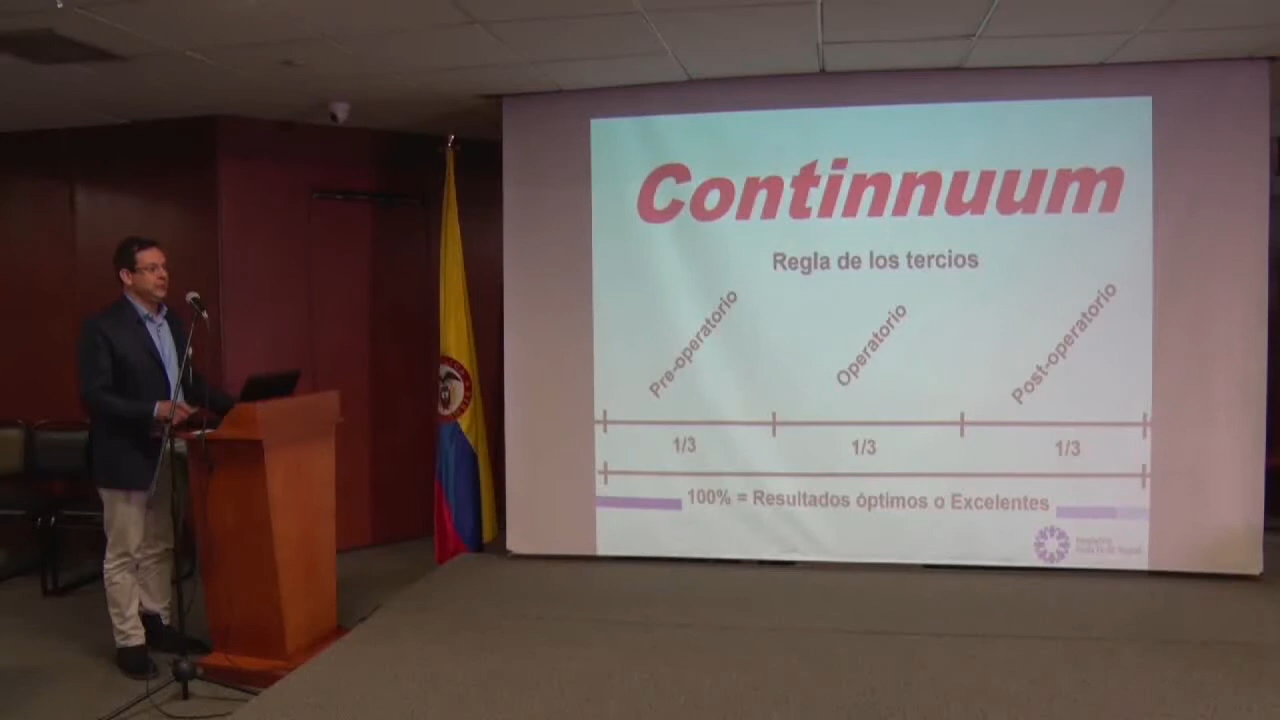 Continnuum
Regla de los tercios
Pre-operatorio
Operatorio
Post-operatorio
1/3
1/3
1/3
100% = Resultados óptimos o Excelentes